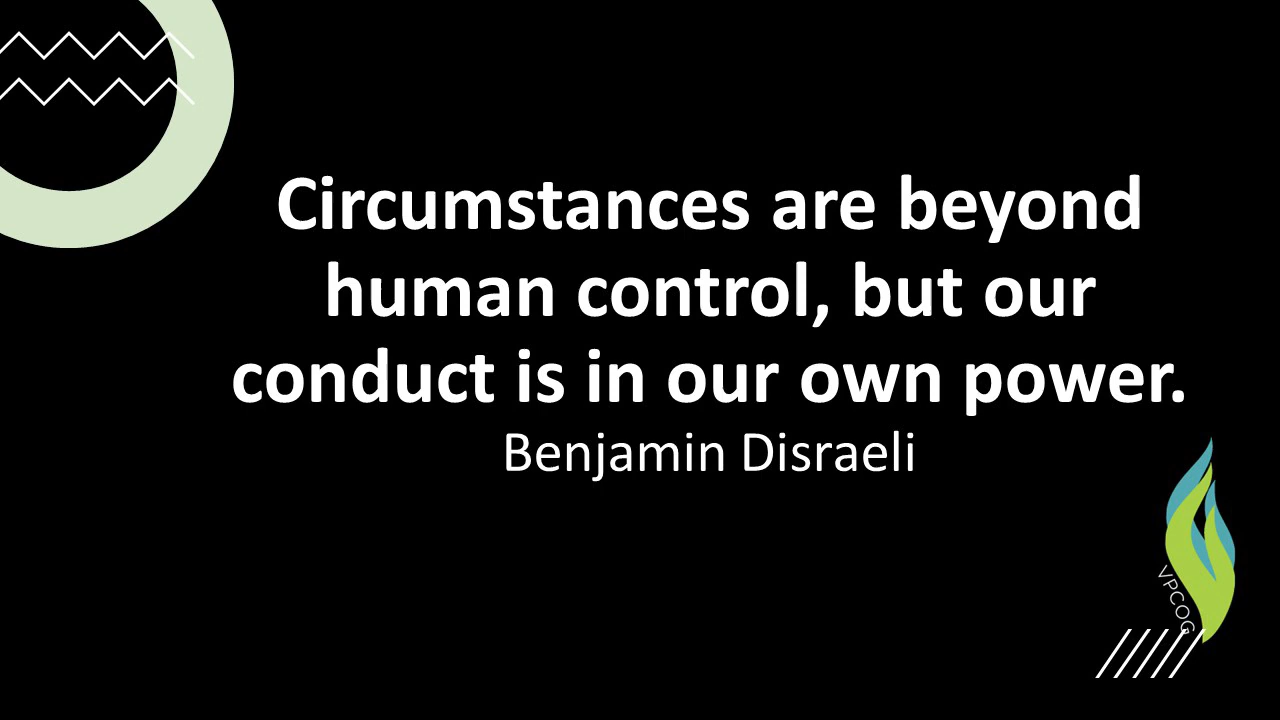 Circumstances are beyond
human control, but our
conduct is in our own power.
Benjamin Disraeli
VPCOG